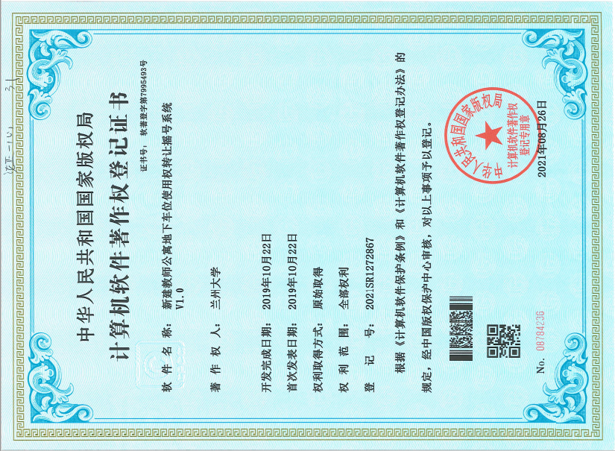 中华人民共和国国家版权局
计算机软件著作权登记证书
证书号： 软著登字第7995493号
软 件 名 称： 新建教师公寓地下车位使用权转让摇号系统
V1.0
著 作 权 人： 兰州大学
开发完成日期： 2019年10月22日
首次发表日期： 2019年10月22日
权利取得方式： 原始取得
权 利 范 围： 全部权利
登 记 号： 2021SR1272867
根据《计算机软件保护条例》和《计算机软件著作权登记办法》的
规定，经中国版权保护中心审核，对以上事项予以登记。
中华人民共和国国家版权局
计算机软件著作权
登记专用章
2021年08月26日
No. 08784236